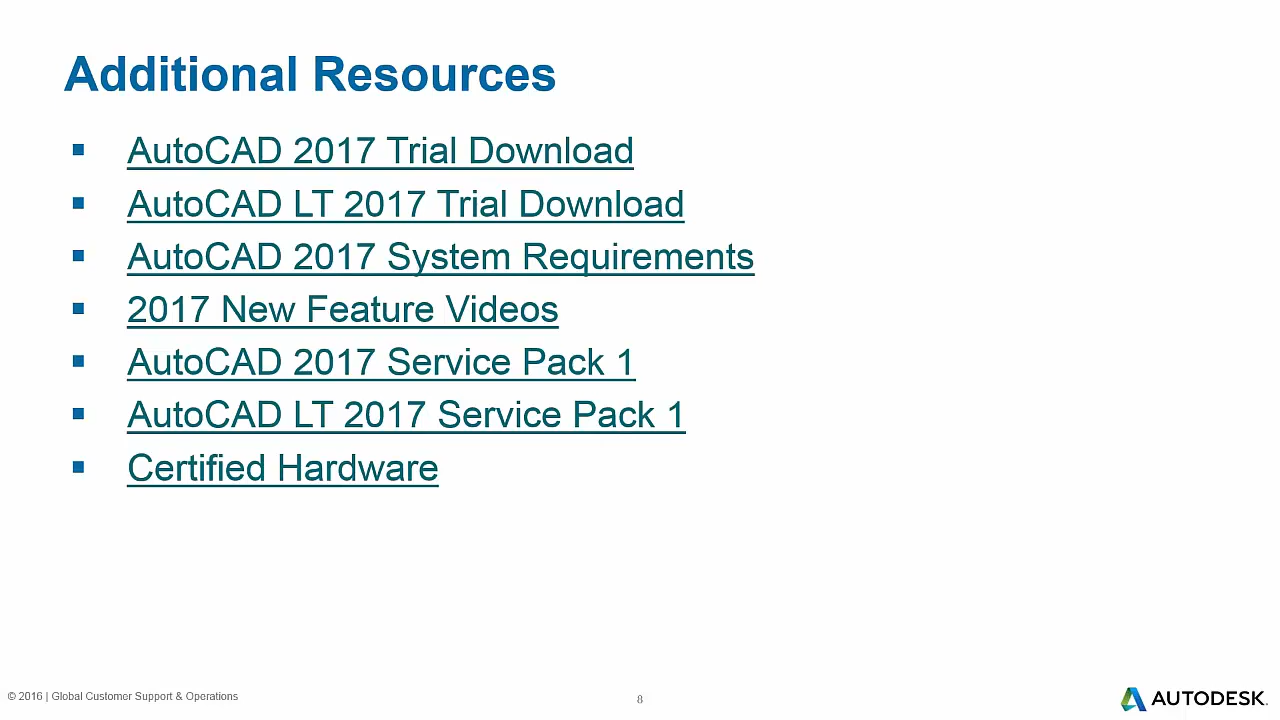 Additional Resources
AutoCAD 2017 Trial Download
AutoCAD LT 2017 Trial Download
AutoCAD 2017 System Requirements
2017 New Feature Videos
AutoCAD 2017 Service Pack 1
AutoCAD LT 2017 Service Pack 1
Certified Hardware
© 2016 | Global Customer Support & Operations
8
AUTODESK.